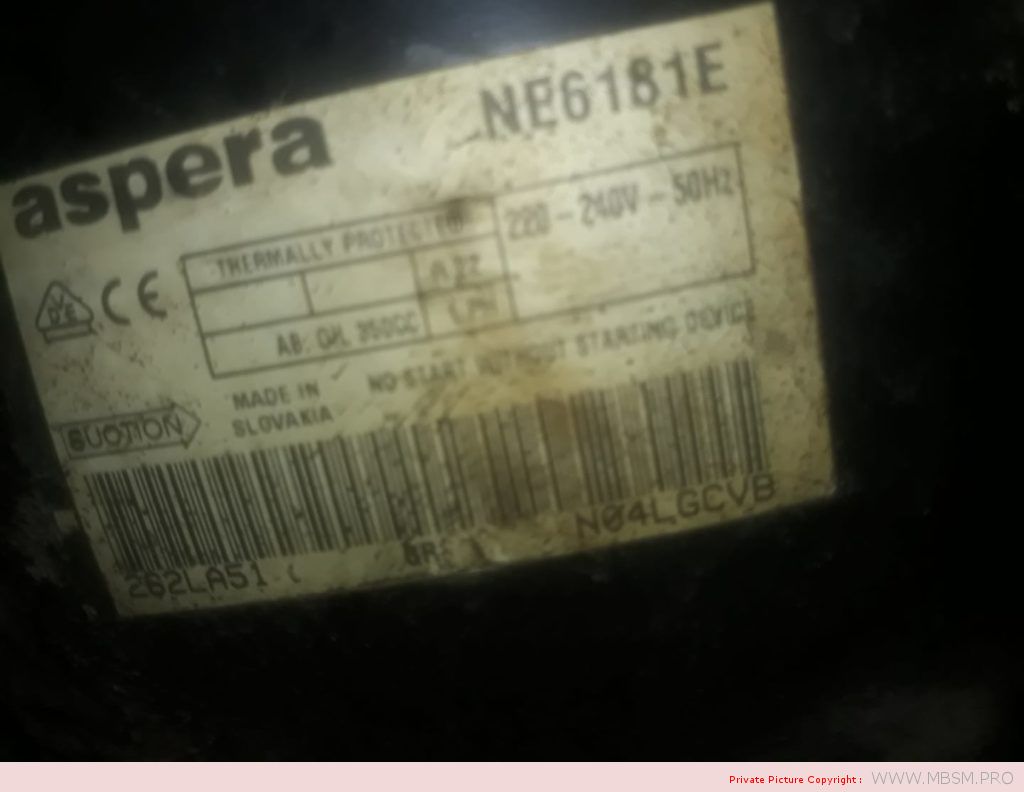 aspera NE6181E
THERMALLY PROTECTED
220 - 240V - 50Hz
VDE CE
AB. OIL 350CC
NO START WITHOUT STARTING DEVICE
MADE IN
SLOVAKIA
SUCTION
262LA51
N04LGCVB
Private Picture Copyright : WWW.MBSM.PRO